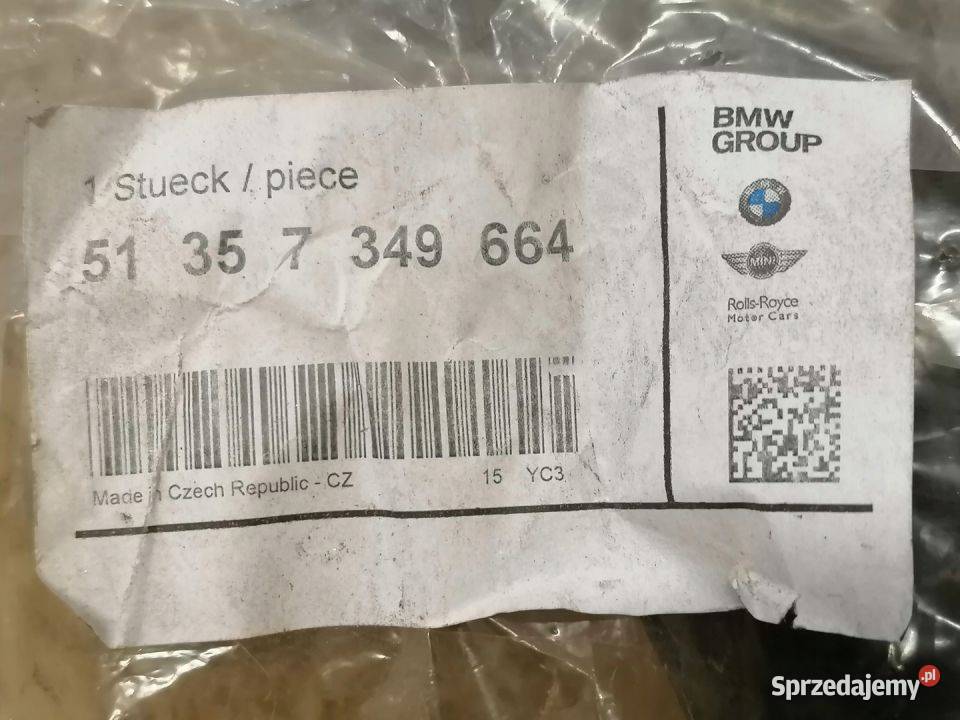 1 Stueck / piece
51 35 7 349 664
Made in Czech Republic - CZ 15 YC3
BMW
GROUP
MINI
Rolls-Royce
Motor Cars
Sprzedajemy.pl